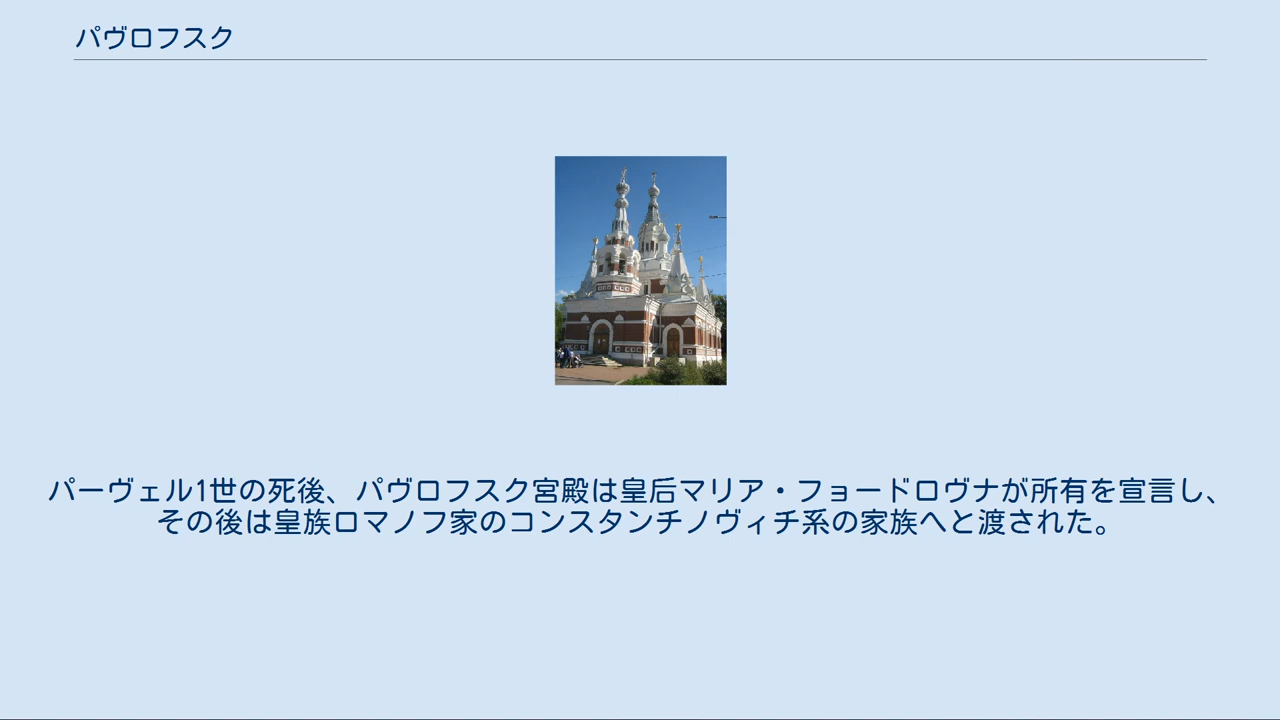 パヴロフスク
パーヴェル1世の死後、パヴロフスク宮殿は皇后マリア・フョードロヴナが所有を宣言し、
その後は皇族ロマノフ家のコンスタンチノヴィチ系の家族へと渡された。